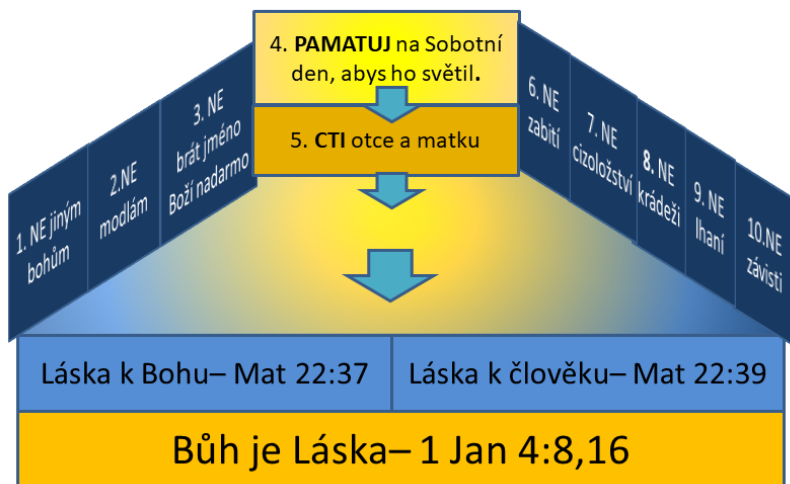 1. NE jiným
bohům
2.NE
modlám
3. NE
brát jméno
Boží nadarmo
4. PAMATUJ na Sobotní
den, abys ho světil.
5. CTI otce a matku
6. NE
zabití
7. NE
cizoložství
8. NE
krádeži
9. NE
lhaní
10.NE
závisti
Láska k Bohu– Mat 22:37
Láska k člověku– Mat 22:39
Bůh je Láska– 1 Jan 4:8,16